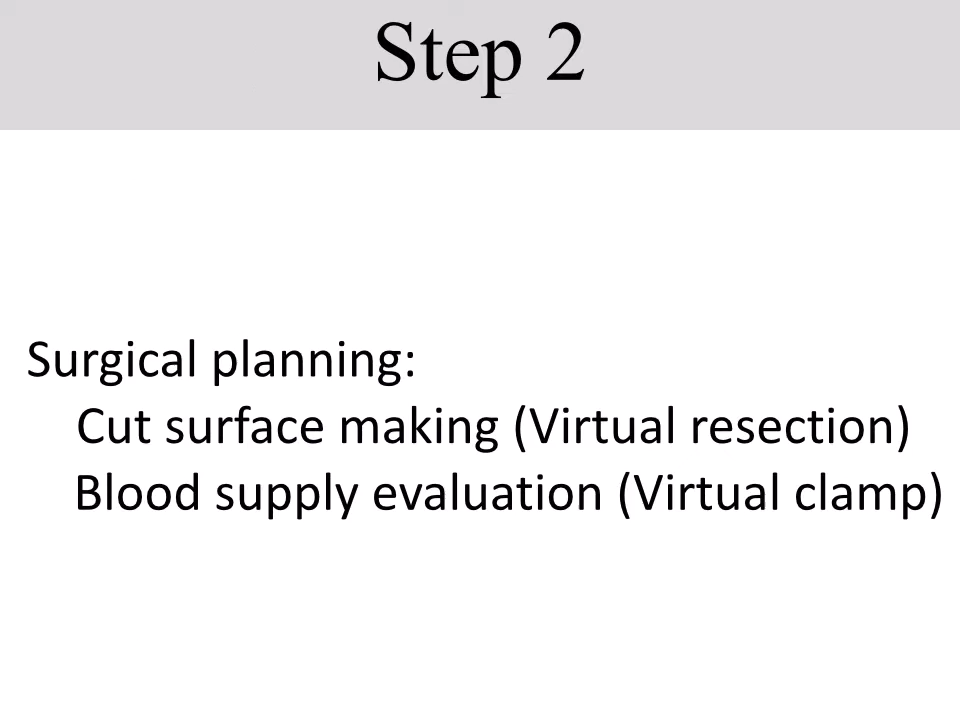 Step 2
Surgical planning:
Cut surface making (Virtual resection)
Blood supply evaluation (Virtual clamp)